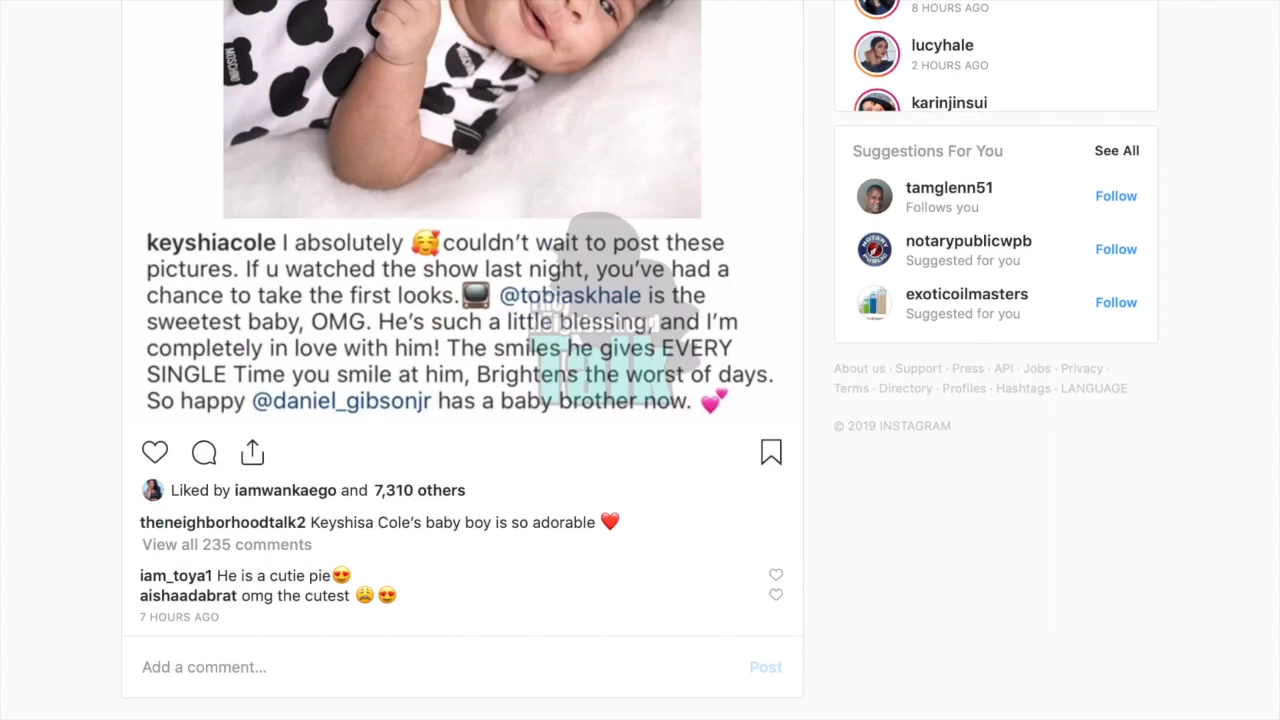 MOSCHINO
keyshiacole I absolutely 🥰 couldn't wait to post these
pictures. If u watched the show last night, you've had a
chance to take the first looks.📺 @tobiaskhale is the
sweetest baby, OMG. He's such a little blessing, and I'm
completely in love with him! The smiles he gives EVERY
SINGLE Time you smile at him, Brightens the worst of days.
So happy @daniel_gibsonjr has a baby brother now. 💕
Talk
Liked by iamwankaego and 7,310 others
theneighborhoodtalk2 Keyshisa Cole's baby boy is so adorable ❤️
View all 235 comments
iam_toya1 He is a cutie pie😍
aishaadabrat omg the cutest 😩😍
7 HOURS AGO
Add a comment... Post
8 HOURS AGO
lucyhale
2 HOURS AGO
karinjinsui
Suggestions For You See All
tamglenn51
Follows you
Follow
NOTARY PUBLIC
notarypublicwpb
Suggested for you
Follow
exoticoilmasters
Suggested for you
Follow
About us · Support · Press · API · Jobs · Privacy ·
Terms · Directory · Profiles · Hashtags · LANGUAGE
© 2019 INSTAGRAM